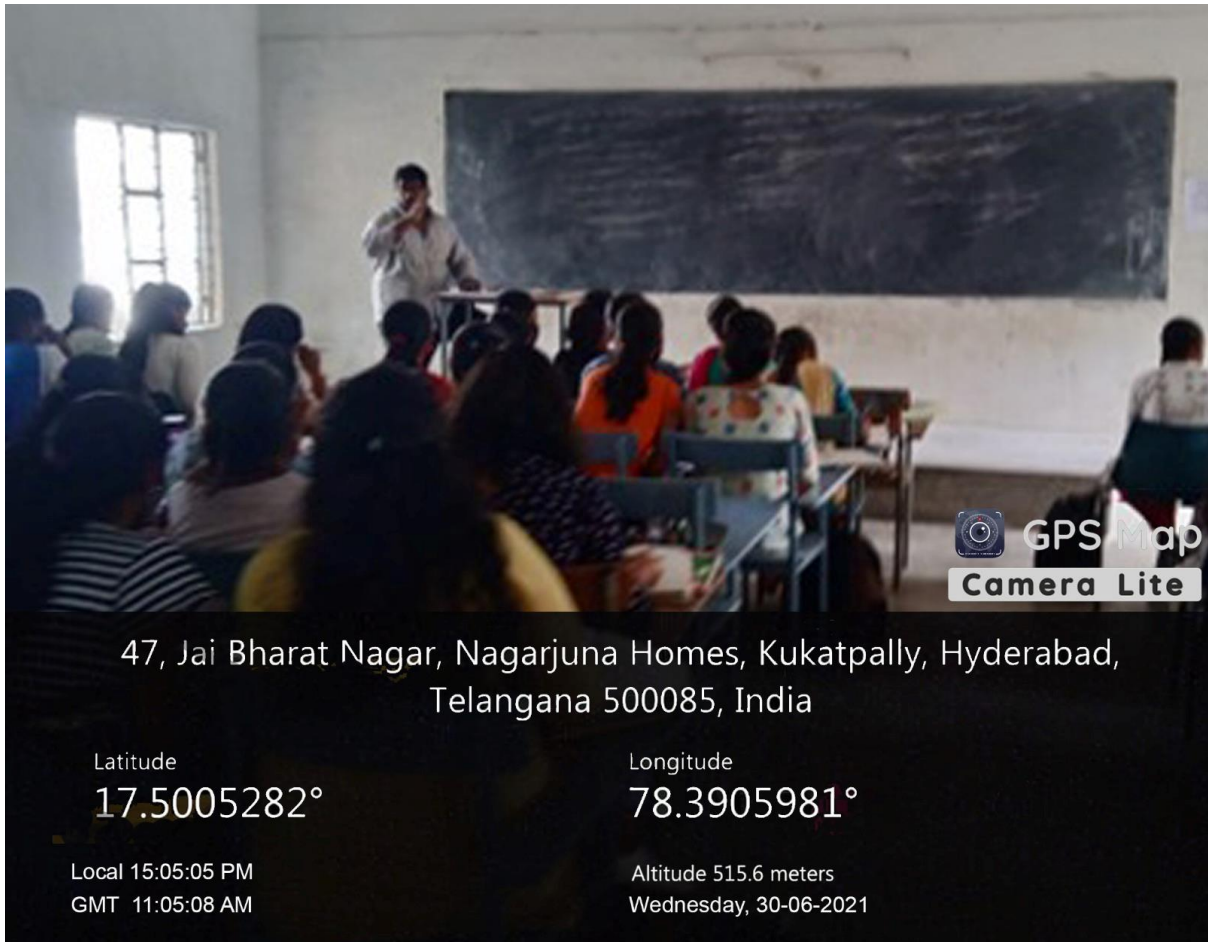 GPS Map
Camera Lite
47, Jai Bharat Nagar, Nagarjuna Homes, Kukatpally, Hyderabad,
Telangana 500085, India
Latitude
17.5005282°
Longitude
78.3905981°
Local 15:05:05 PM
GMT 11:05:08 AM
Altitude 515.6 meters
Wednesday, 30-06-2021